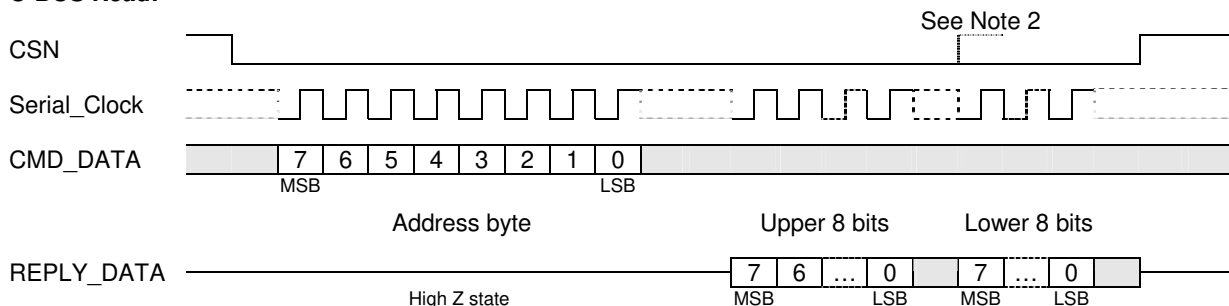 See Note 2
CSN
Serial_Clock
CMD_DATA 7 6 5 4 3 2 1 0
MSB LSB
Address byte Upper 8 bits Lower 8 bits
REPLY_DATA 7 6 … 0 7 … 0
High Z state MSB LSB MSB LSB